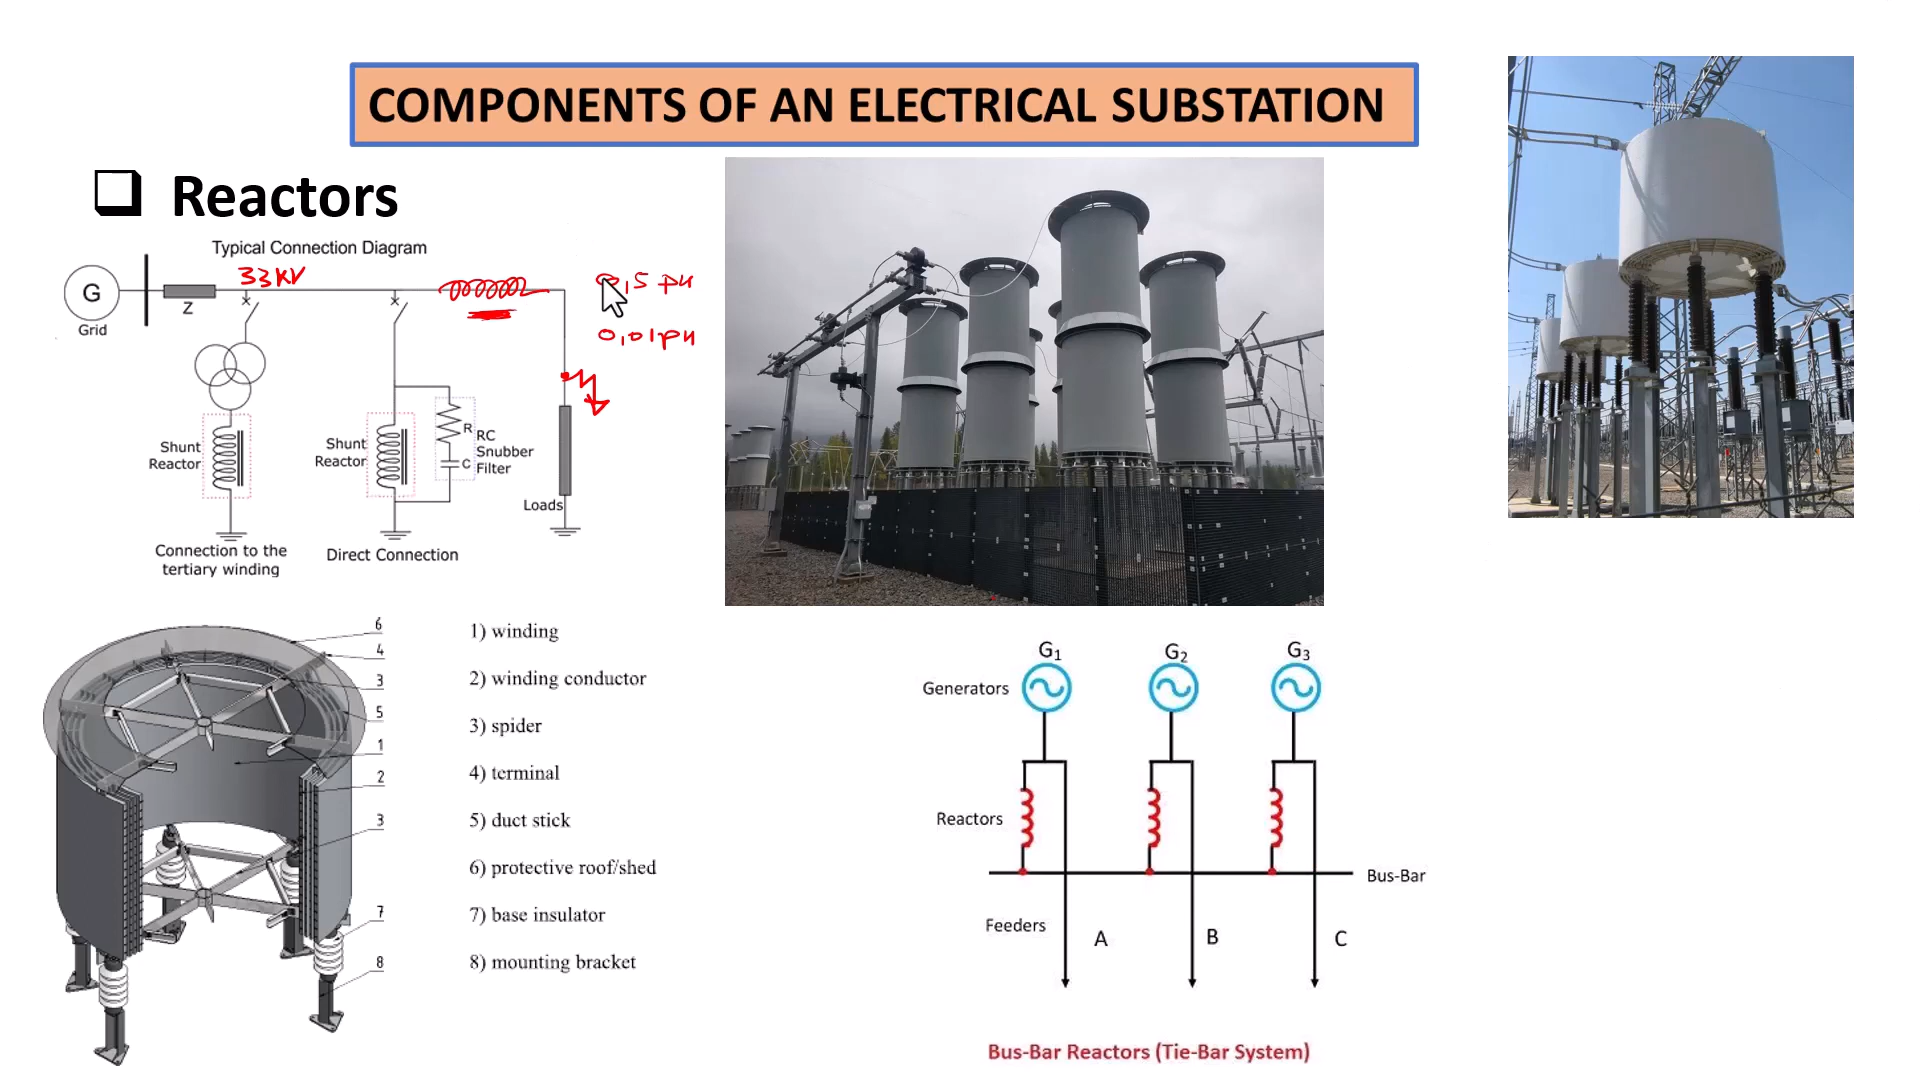 COMPONENTS OF AN ELECTRICAL SUBSTATION
Reactors
Typical Connection Diagram
33KV
G
Grid
Z
0,5 pu
0,01pu
Shunt
Reactor
Shunt
Reactor
R
C
RC
Snubber
Filter
Loads
Connection to the
tertiary winding
Direct Connection
6
4
3
5
1
2
3
7
8
1) winding
2) winding conductor
3) spider
4) terminal
5) duct stick
6) protective roof/shed
7) base insulator
8) mounting bracket
G1 G2 G3
Generators
Reactors
Bus-Bar
Feeders
A B C
Bus-Bar Reactors (Tie-Bar System)